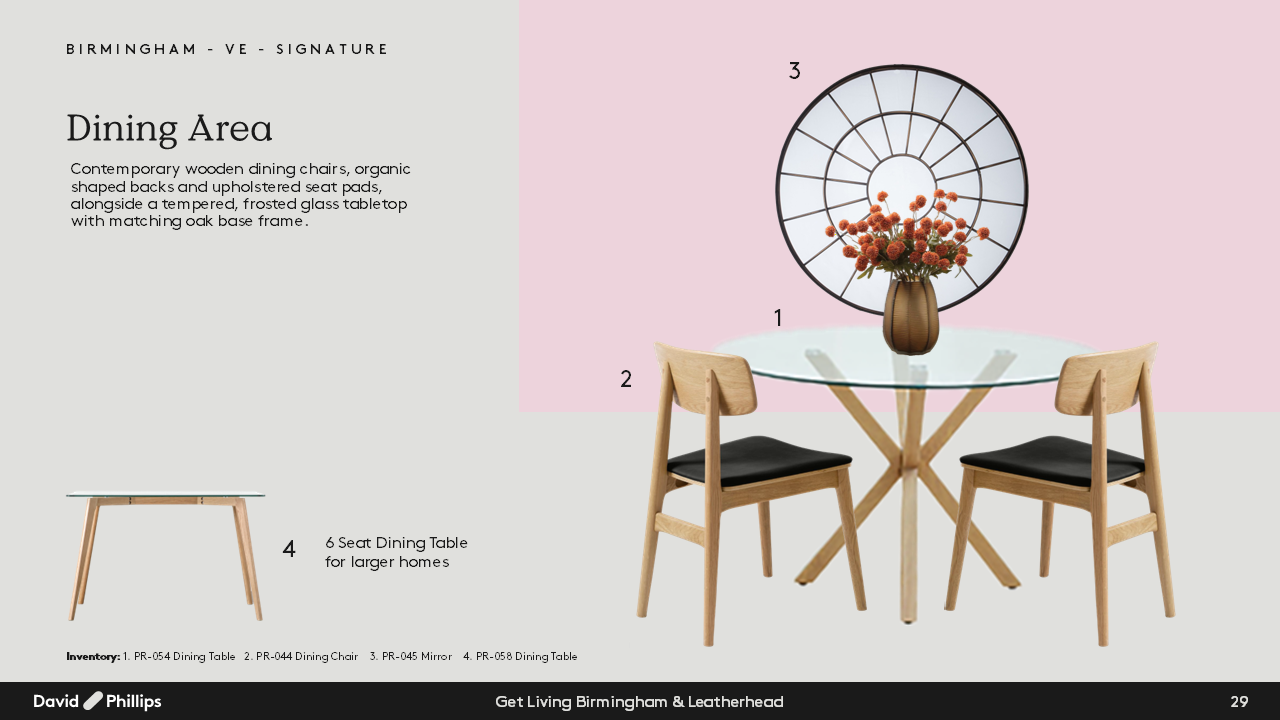 BIRMINGHAM - VE - SIGNATURE
Dining Area
Contemporary wooden dining chairs, organic
shaped backs and upholstered seat pads,
alongside a tempered, frosted glass tabletop
with matching oak base frame.
3
1
2
4
6 Seat Dining Table
for larger homes
Inventory: 1. PR-054 Dining Table 2. PR-044 Dining Chair 3. PR-045 Mirror 4. PR-058 Dining Table
David Phillips
Get Living Birmingham & Leatherhead
29